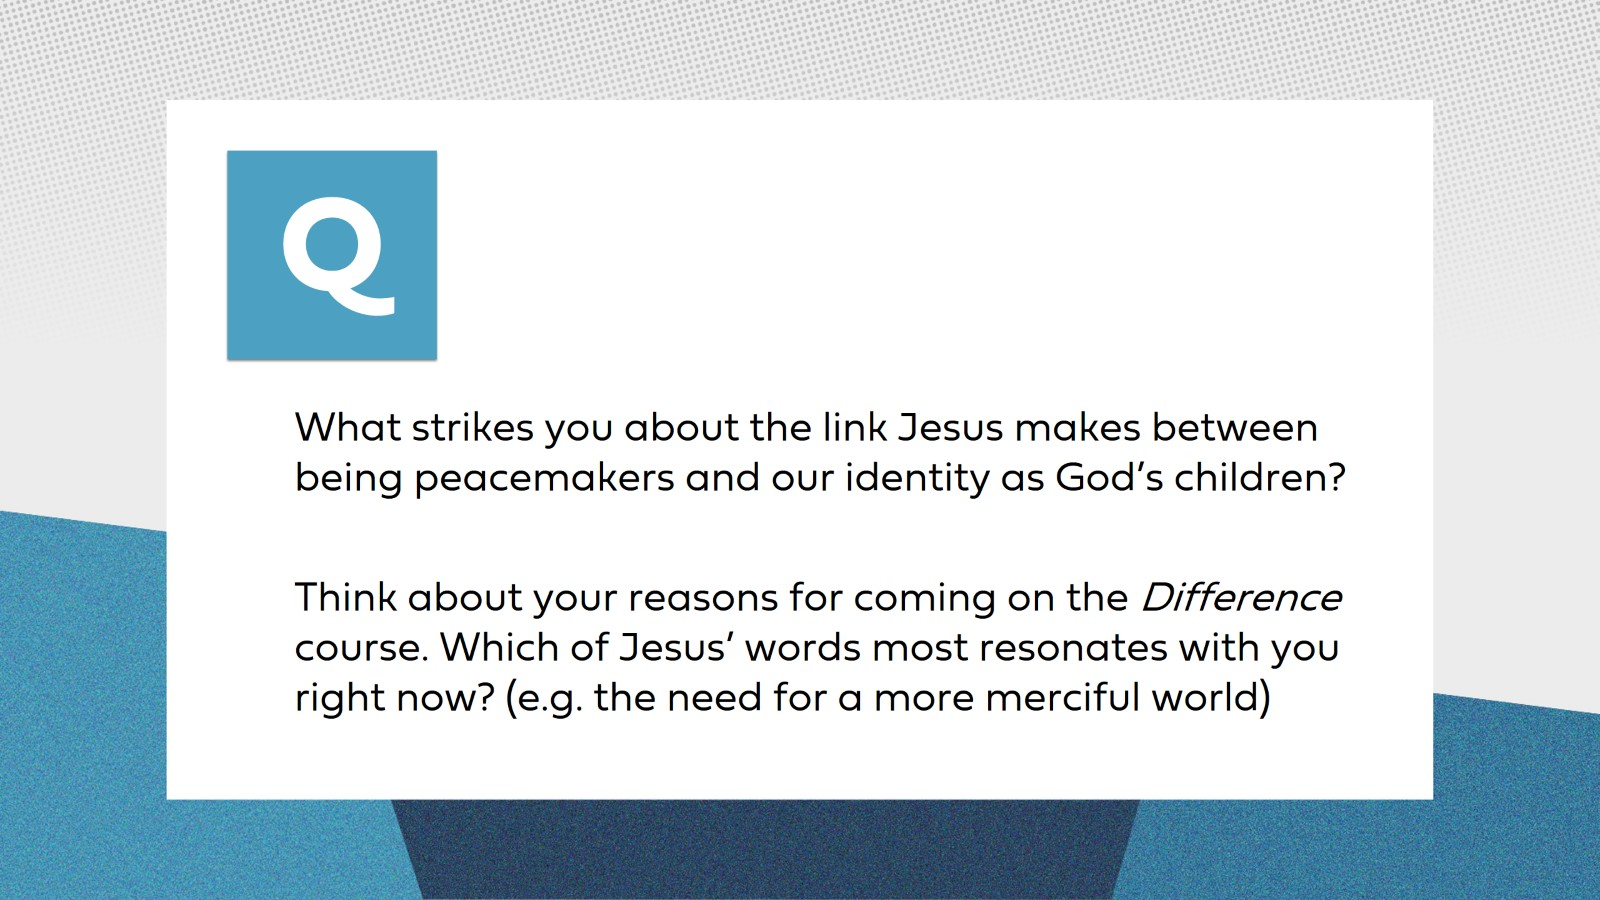 Q
What strikes you about the link Jesus makes between
being peacemakers and our identity as God’s children?
Think about your reasons for coming on the Difference
course. Which of Jesus’ words most resonates with you
right now? (e.g. the need for a more merciful world)